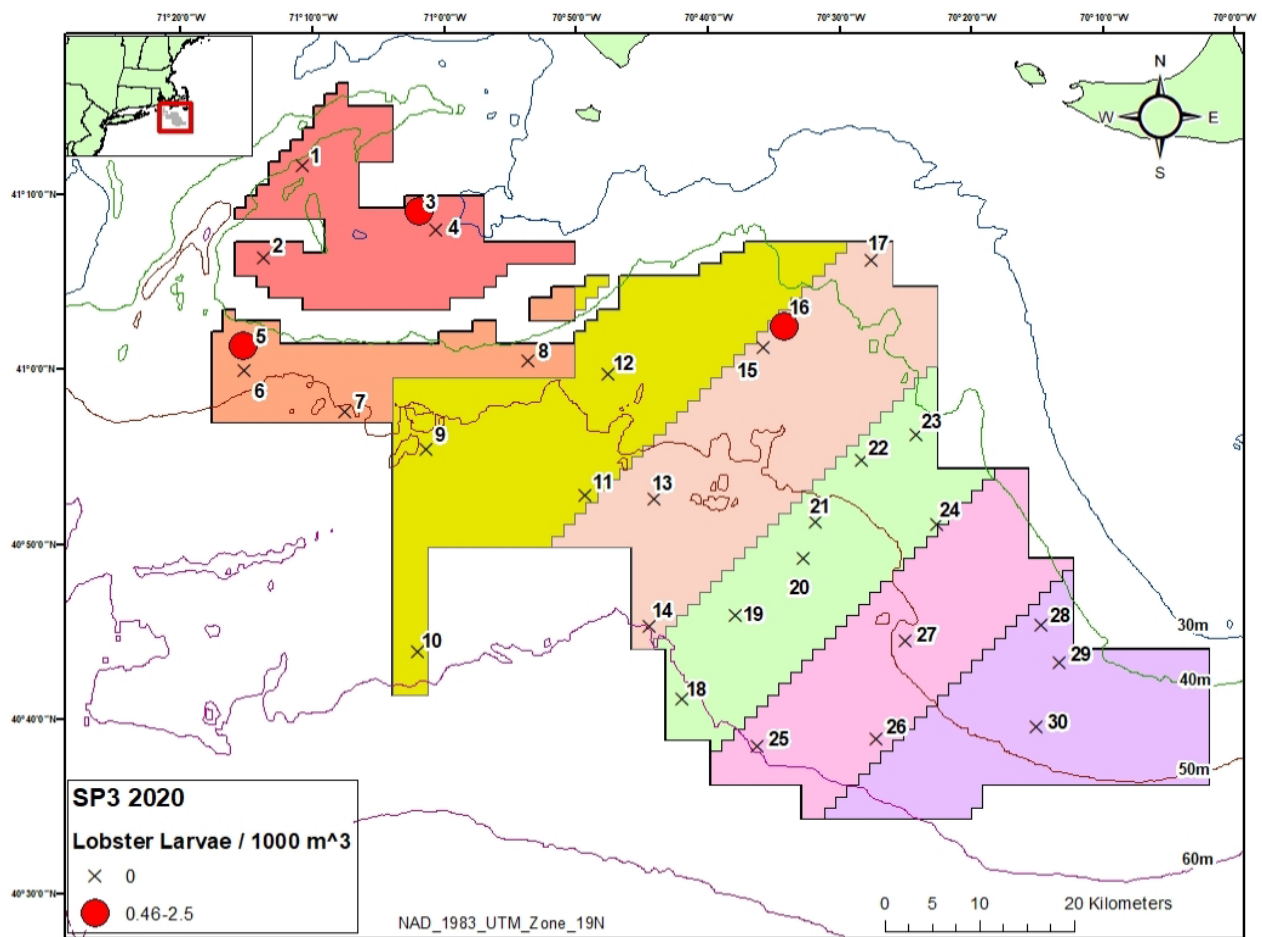 71°20'0"W 71°10'0"W 71°0'0"W 70°50'0"W 70°40'0"W 70°30'0"W 70°20'0"W 70°10'0"W 70°0'0"W
N
W E
S
1
41°10'0"N
3
4
2
17
16
5
8
12
15
41°0'0"N
6
7
23
9
22
11
13
21
24
40°50'0"N
20
19
14
28
30m
27
10
29
40m
18
40°40'0"N
30
26
25
50m
60m
SP3 2020
Lobster Larvae / 1000 m^3
0
0.46-2.5
40°30'0"N
NAD_1983_UTM_Zone_19N
0 5 10 20 Kilometers